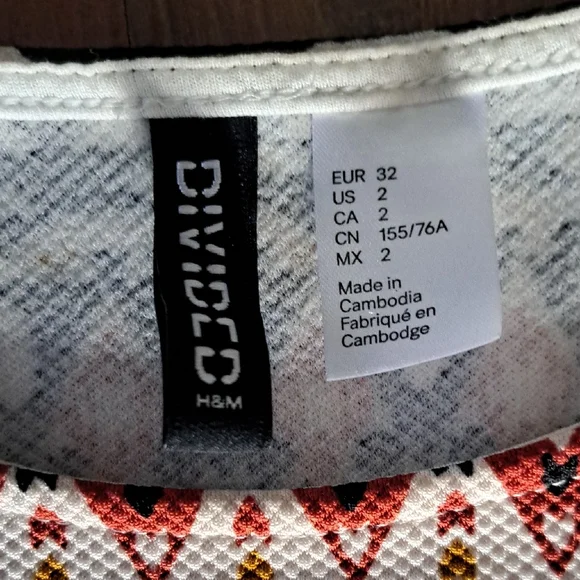 DIVIDED
H&M
EUR 32
US 2
CA 2
CN 155/76A
MX 2
Made in
Cambodia
Fabriqué en
Cambodge